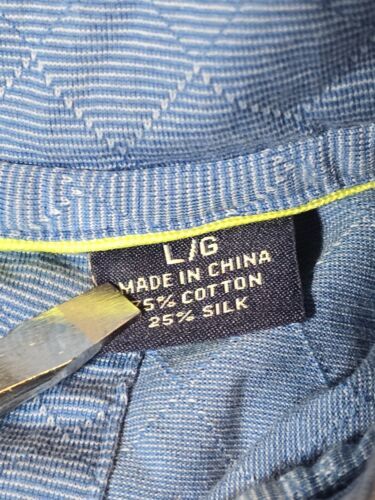 L/G
MADE IN CHINA
75% COTTON
25% SILK